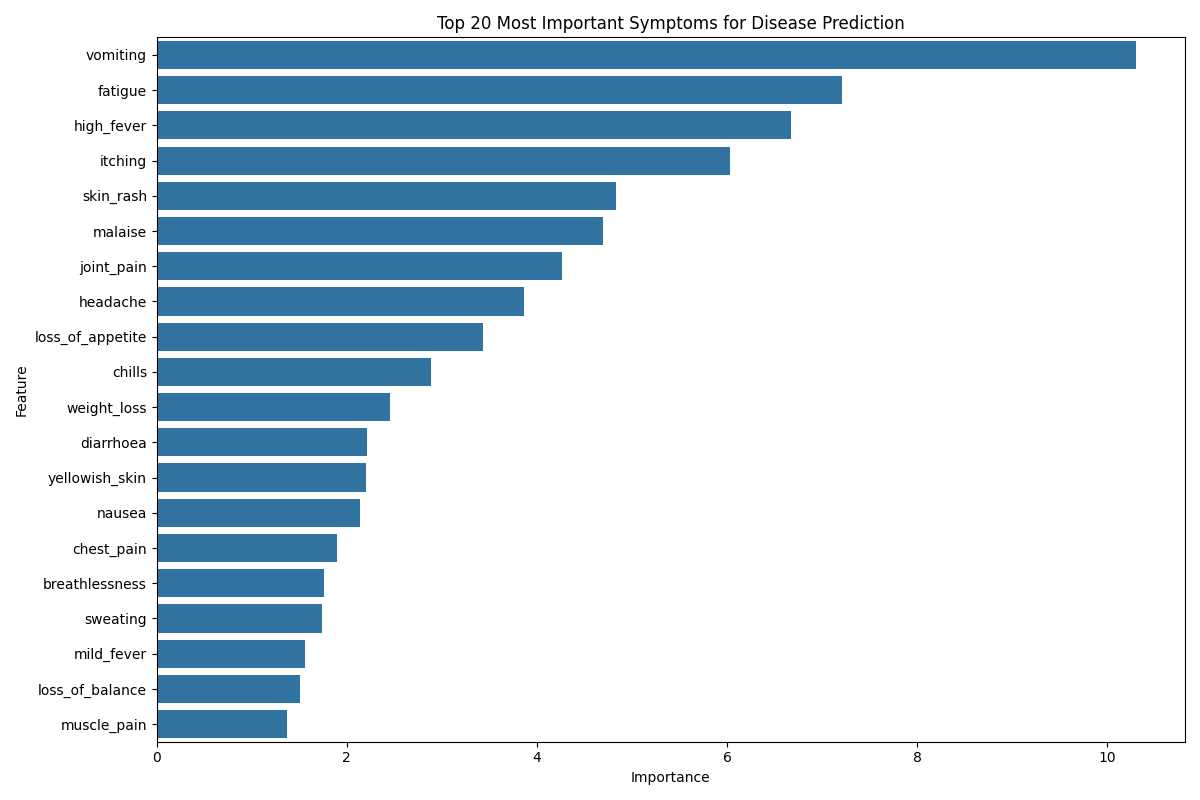 Top 20 Most Important Symptoms for Disease Prediction
vomiting
fatigue
high_fever
itching
skin_rash
malaise
joint_pain
headache
loss_of_appetite
chills
weight_loss
diarrhoea
yellowish_skin
nausea
chest_pain
breathlessness
sweating
mild_fever
loss_of_balance
muscle_pain
Feature
0 2 4 6 8 10
Importance